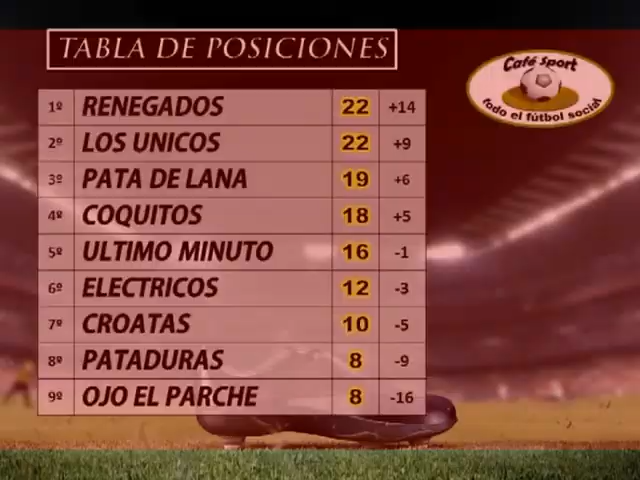 TABLA DE POSICIONES
Café Sport
todo el fútbol social
1º RENEGADOS 22 +14
2º LOS UNICOS 22 +9
3º PATA DE LANA 19 +6
4º COQUITOS 18 +5
5º ULTIMO MINUTO 16 -1
6º ELECTRICOS 12 -3
7º CROATAS 10 -5
8º PATADURAS 8 -9
9º OJO EL PARCHE 8 -16